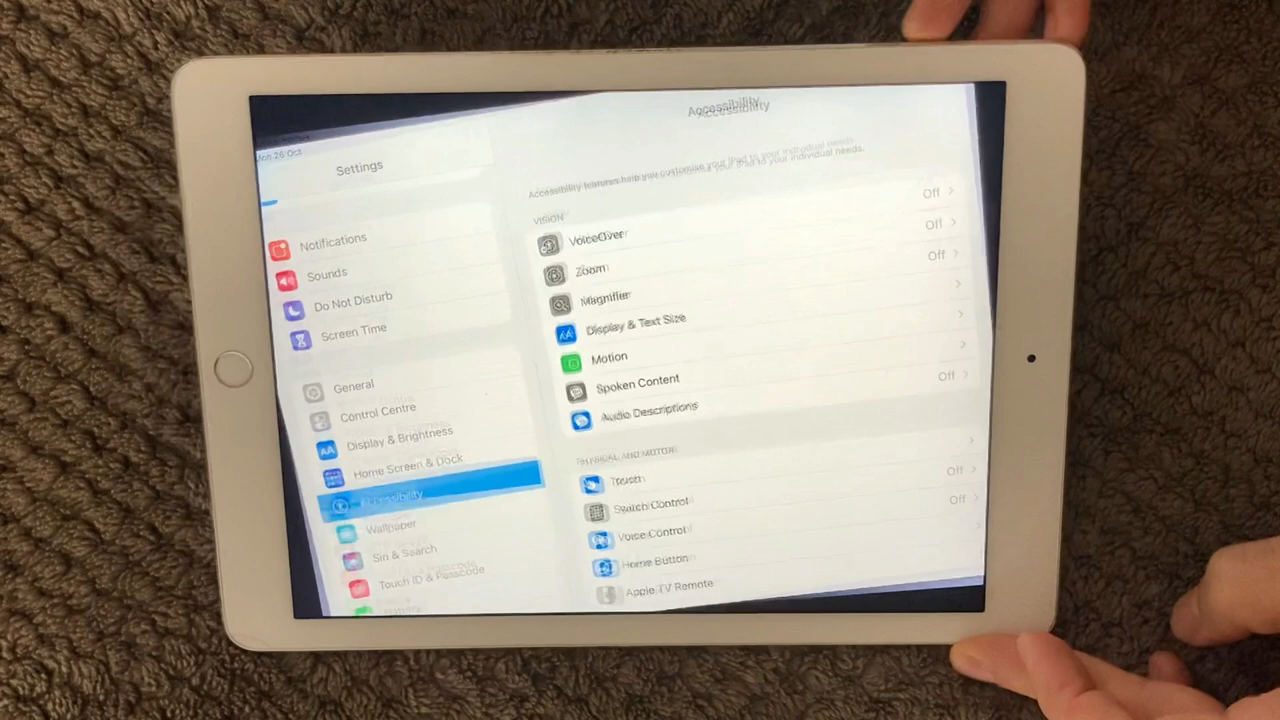 Mon 26 Oct
Settings
Notifications
Sounds
Do Not Disturb
Screen Time
General
Control Centre
Display & Brightness
Home Screen & Dock
Accessibility
Wallpaper
Siri & Search
Touch ID & Passcode
Accessibility
Accessibility features help you customise your iPad to your individual needs.
VISION
VoiceOver Off
Zoom Off
Magnifier Off
Display & Text Size
Motion
Spoken Content
Audio Descriptions Off
PHYSICAL AND MOTOR
Touch
Switch Control Off
Voice Control Off
Home Button
Apple TV Remote